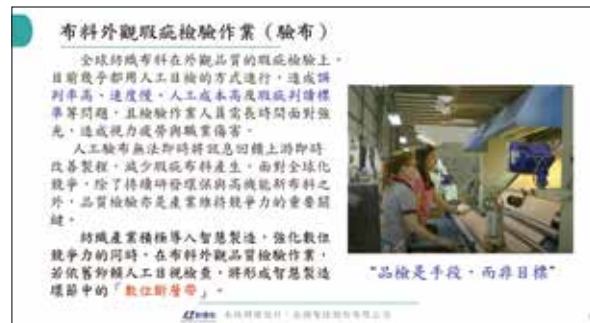 布料外觀瑕疵檢驗作業（驗布）
全球紡織布料在外觀品質的瑕疵檢驗上，
目前幾乎都用人工目檢的方式進行，造成誤
判率高、速度慢、人工成本高及瑕疵判讀標
準等問題，且檢驗作業人員需長時間面對強
光，造成視力疲勞與職業傷害。
人工驗布無法即時將訊息回饋上游即時
改善製程，減少瑕疵布料產生。面對全球化
競爭，除了持續研發環保與高機能新布料之
外，品質檢驗亦是產業維持競爭力的重要關
鍵。
紡織產業積極導入智慧製造，強化數位
競爭力的同時，在布料外觀品質檢驗作業，
若依舊仰賴人工目視檢查，將形成智慧製造
環節中的「數位斷層帶」。
“品檢是手段，而非目標”